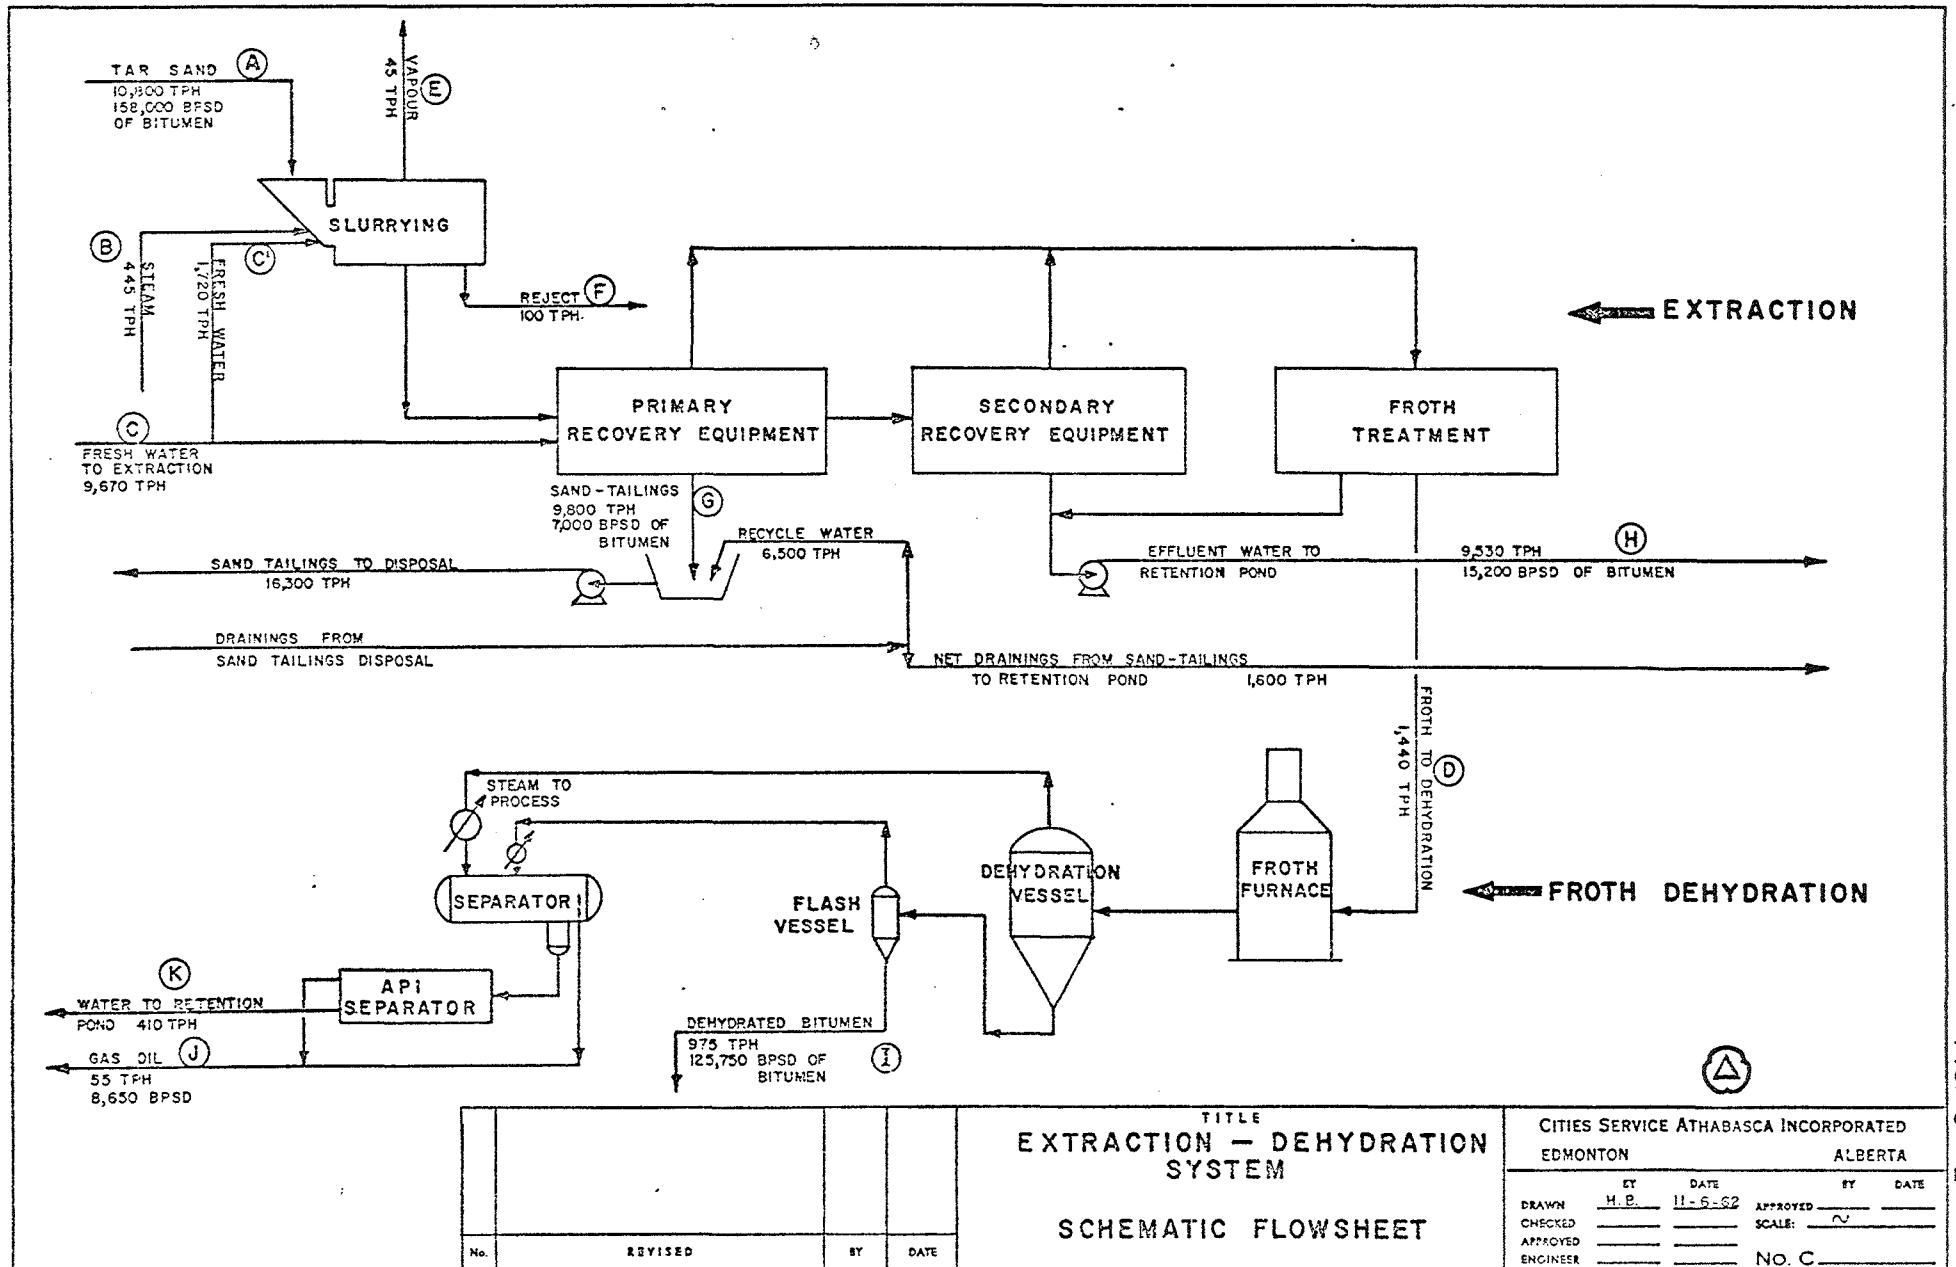 TAR SAND A
10,800 TPH
158,000 BPSD
OF BITUMEN
VAPOUR E
45 TPH
SLURRYING
B
STEAM
445 TPH
C'
FRESH WATER
1,720 TPH
REJECT F
100 TPH.
EXTRACTION
C
FRESH WATER
TO EXTRACTION
9,670 TPH
PRIMARY
RECOVERY EQUIPMENT
SECONDARY
RECOVERY EQUIPMENT
FROTH
TREATMENT
SAND-TAILINGS G
9,800 TPH
7,000 BPSD OF
BITUMEN
RECYCLE WATER
6,500 TPH
SAND TAILINGS TO DISPOSAL
16,300 TPH
EFFLUENT WATER TO 9,530 TPH H
RETENTION POND 15,200 BPSD OF BITUMEN
DRAININGS FROM
SAND TAILINGS DISPOSAL
NET DRAININGS FROM SAND-TAILINGS
TO RETENTION POND 1,600 TPH
FROTH TO DEHYDRATION D
1,440 TPH
STEAM TO
PROCESS
SEPARATOR
FLASH
VESSEL
DEHYDRATION
VESSEL
FROTH
FURNACE
FROTH DEHYDRATION
K
WATER TO RETENTION
POND 410 TPH
API
SEPARATOR
GAS OIL J
55 TPH
8,650 BPSD
DEHYDRATED BITUMEN
975 TPH I
125,750 BPSD OF
BITUMEN
TITLE
EXTRACTION — DEHYDRATION
SYSTEM
SCHEMATIC FLOWSHEET
No. REVISED BY DATE
CITIES SERVICE ATHABASCA INCORPORATED
EDMONTON ALBERTA
BY DATE BY DATE
DRAWN H.B. 11-6-62 APPROVED
CHECKED SCALE: ~
APPROVED
ENGINEER No. C